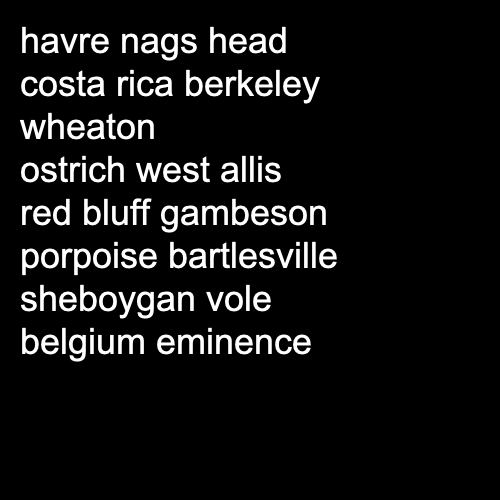 havre nags head
costa rica berkeley
wheaton
ostrich west allis
red bluff gambeson
porpoise bartlesville
sheboygan vole
belgium eminence